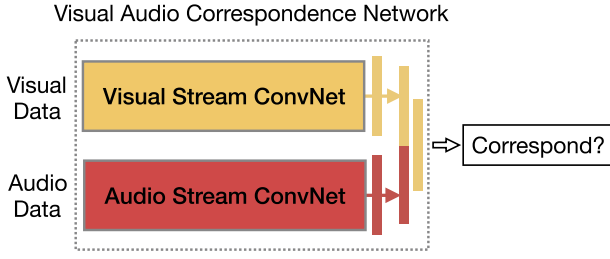 Visual Audio Correspondence Network
Visual
Data
Visual Stream ConvNet
Correspond?
Audio
Data
Audio Stream ConvNet